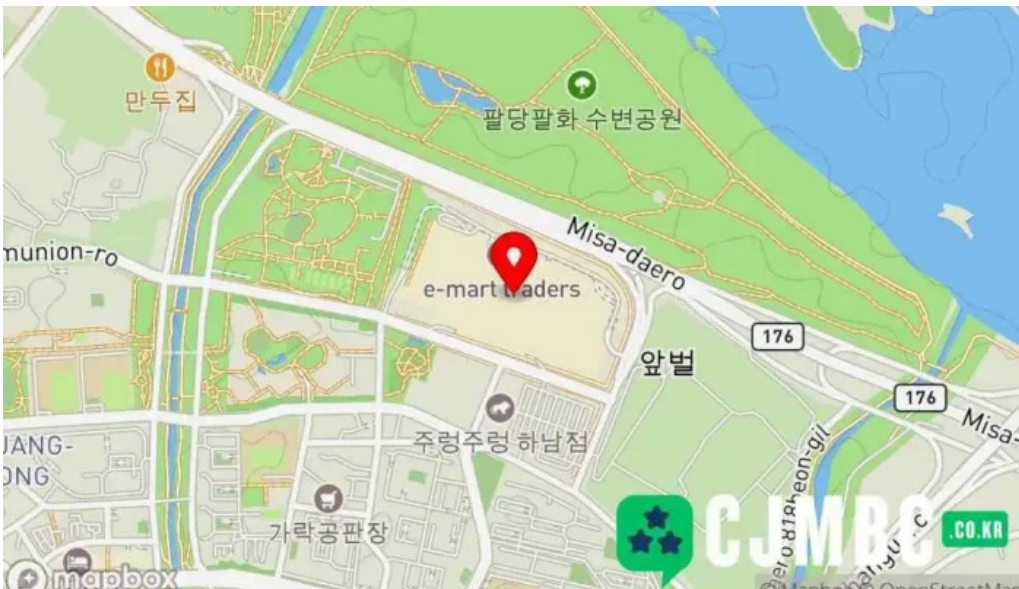 만두집
팔당팔화 수변공원
Misa-daero
munion-ro
e-mart traders
176
앞벌
176
Misa-
주렁주렁 하남점
JANG-
ONG
가락공판장
CJMBC
.CO.KR
mapbox